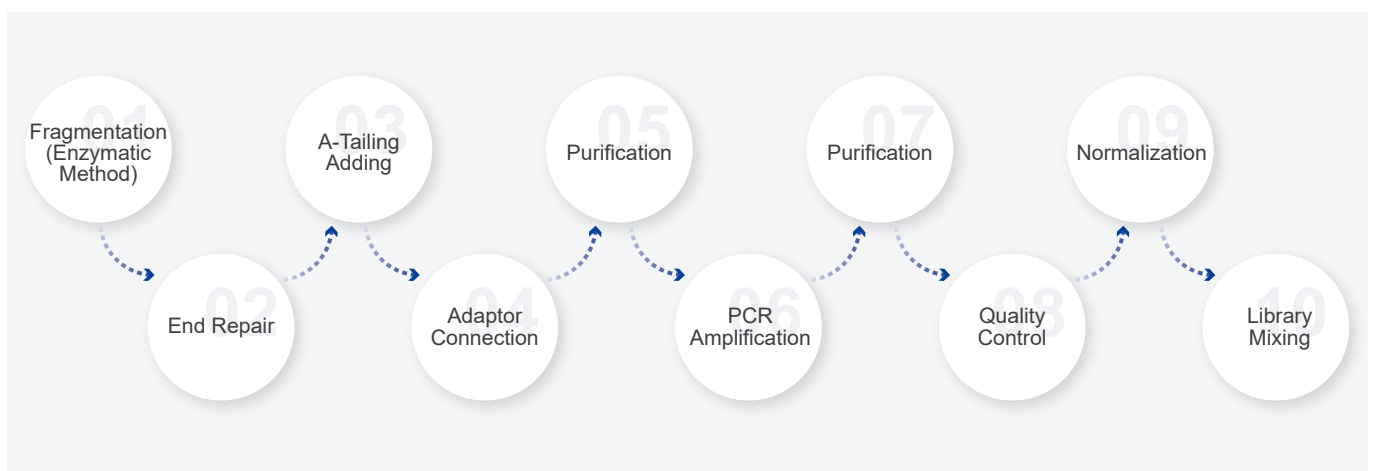 01
Fragmentation
(Enzymatic
Method)
02
End Repair
03
A-Tailing
Adding
04
Adaptor
Connection
05
Purification
06
PCR
Amplification
07
Purification
08
Quality
Control
09
Normalization
10
Library
Mixing